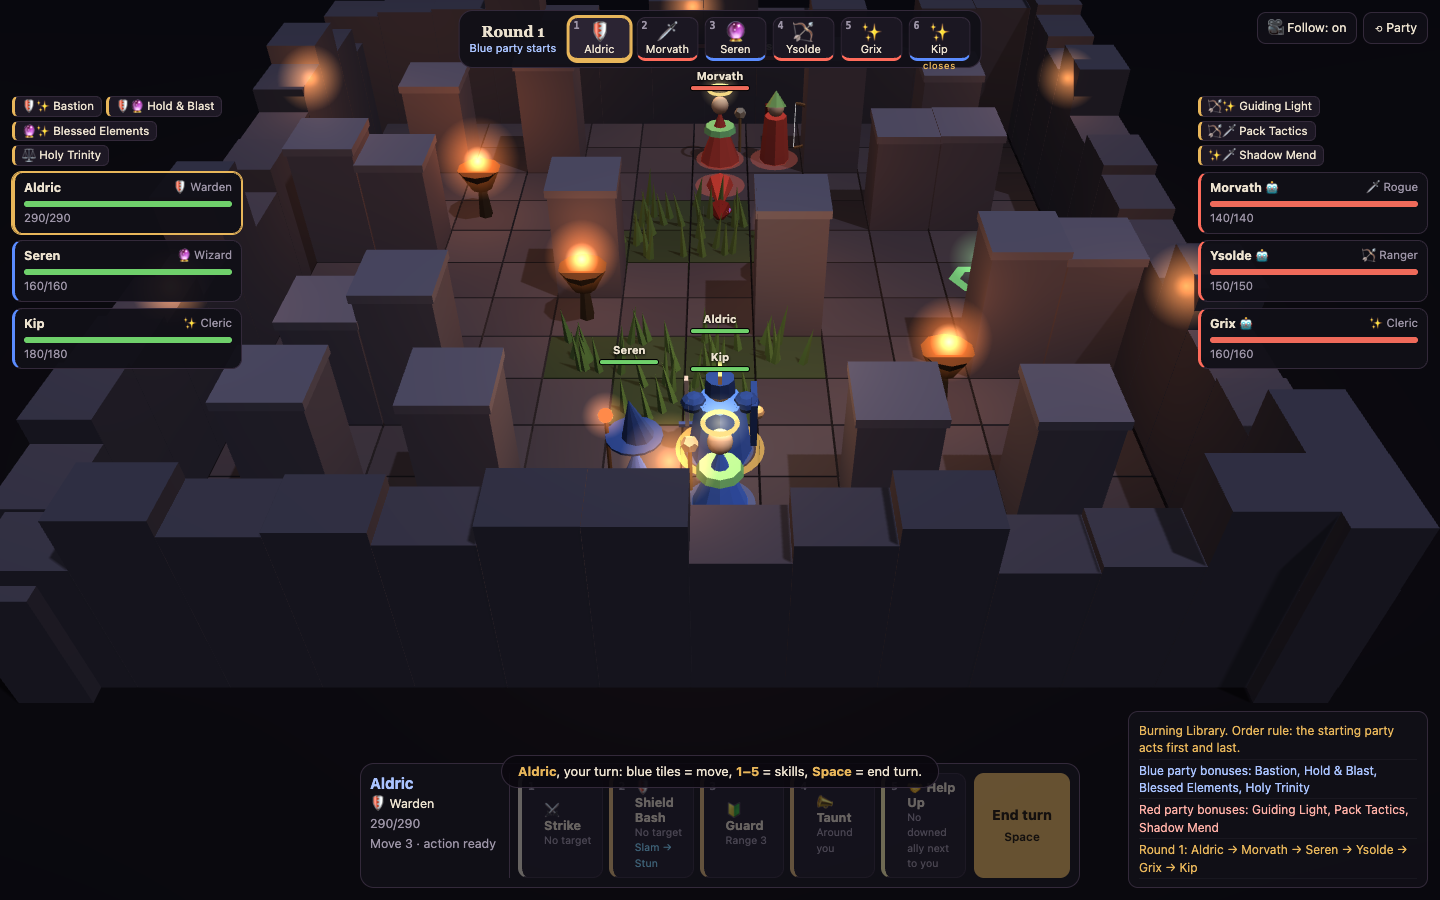 Round 1
Blue party starts
1 Aldric
2 Morvath
3 Seren
4 Ysolde
5 Grix
6 Kip
closes
Follow: on
⟲ Party
Bastion
Hold & Blast
Blessed Elements
Holy Trinity
Aldric Warden
290/290
Seren Wizard
160/160
Kip Cleric
180/180
Guiding Light
Pack Tactics
Shadow Mend
Morvath Rogue
140/140
Ysolde Ranger
150/150
Grix Cleric
160/160
Morvath
Aldric
Seren
Kip
Aldric, your turn: blue tiles = move, 1–5 = skills, Space = end turn.
Aldric
Warden
290/290
Move 3 · action ready
Strike
No target
Shield
Bash
No target
Slam →
Stun
Guard
Range 3
Taunt
Around
you
Help
Up
No
downed
ally next
to you
End turn
Space
Burning Library. Order rule: the starting party
acts first and last.
Blue party bonuses: Bastion, Hold & Blast,
Blessed Elements, Holy Trinity
Red party bonuses: Guiding Light, Pack Tactics,
Shadow Mend
Round 1: Aldric → Morvath → Seren → Ysolde →
Grix → Kip